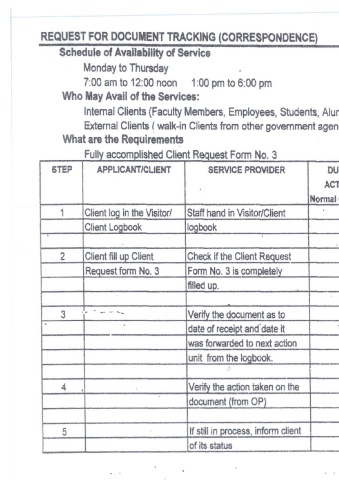 REQUEST FOR DOCUMENT TRACKING (CORRESPONDENCE)
Schedule of Availability of Service
Monday to Thursday
7:00 am to 12:00 noon 1:00 pm to 6:00 pm
Who May Avail of the Services:
Internal Clients (Faculty Members, Employees, Students, Alur
External Clients ( walk-in Clients from other government agen
What are the Requirements
Fully accomplished Client Request Form No. 3
STEP APPLICANT/CLIENT SERVICE PROVIDER DU
ACT
Normal
1 Client log in the Visitor/ Staff hand in Visitor/Client
Client Logbook logbook
2 Client fill up Client Check if the Client Request
Request form No. 3 Form No. 3 is completely
filled up.
3 Verify the document as to
date of receipt and date it
was forwarded to next action
unit from the logbook.
4 Verify the action taken on the
document (from OP)
5 If still in process, inform client
of its status